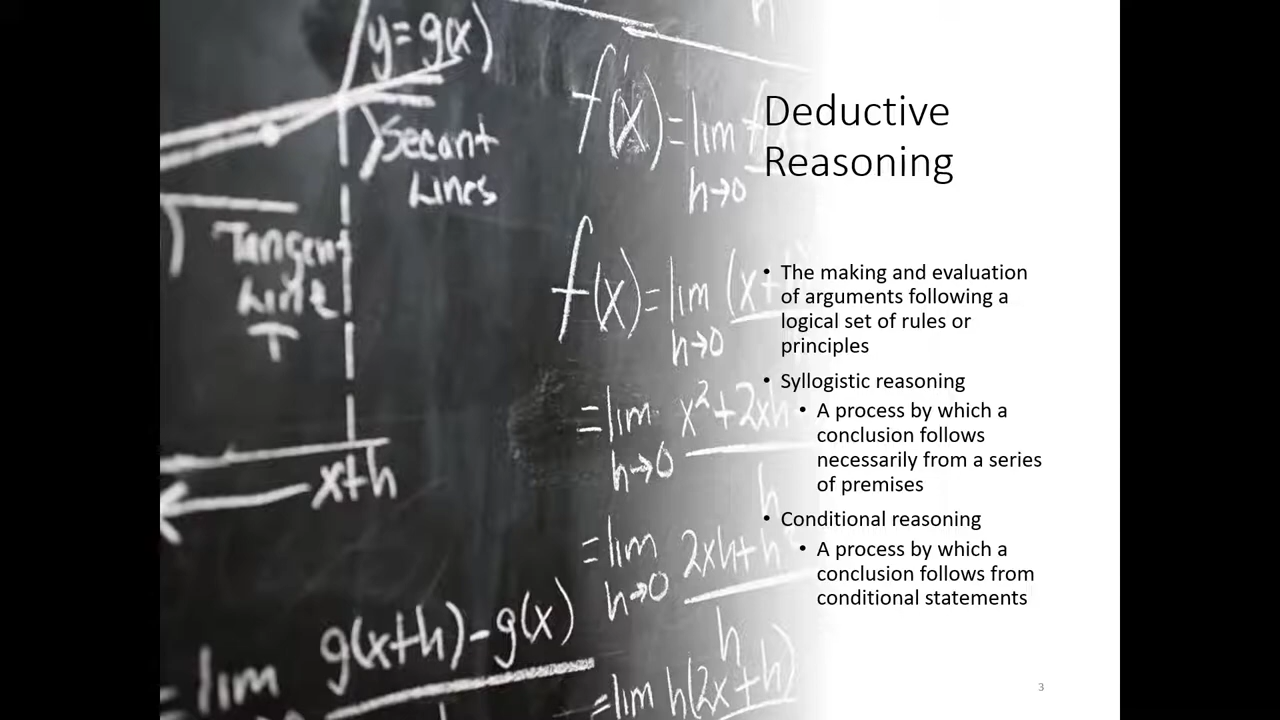 y=g(x)
Secant
Lines
Tangent
Line
T
x+h
g(x+h)-g(x)
=lim
h
f'(x)=lim
h→0
f(x)=lim (x+
h→0
=lim x²+2xh
h→0
h
=lim 2xh+h
h→0
h
=lim h(2x+h)
Deductive
Reasoning
• The making and evaluation
of arguments following a
logical set of rules or
principles
• Syllogistic reasoning
• A process by which a
conclusion follows
necessarily from a series
of premises
• Conditional reasoning
• A process by which a
conclusion follows from
conditional statements
3